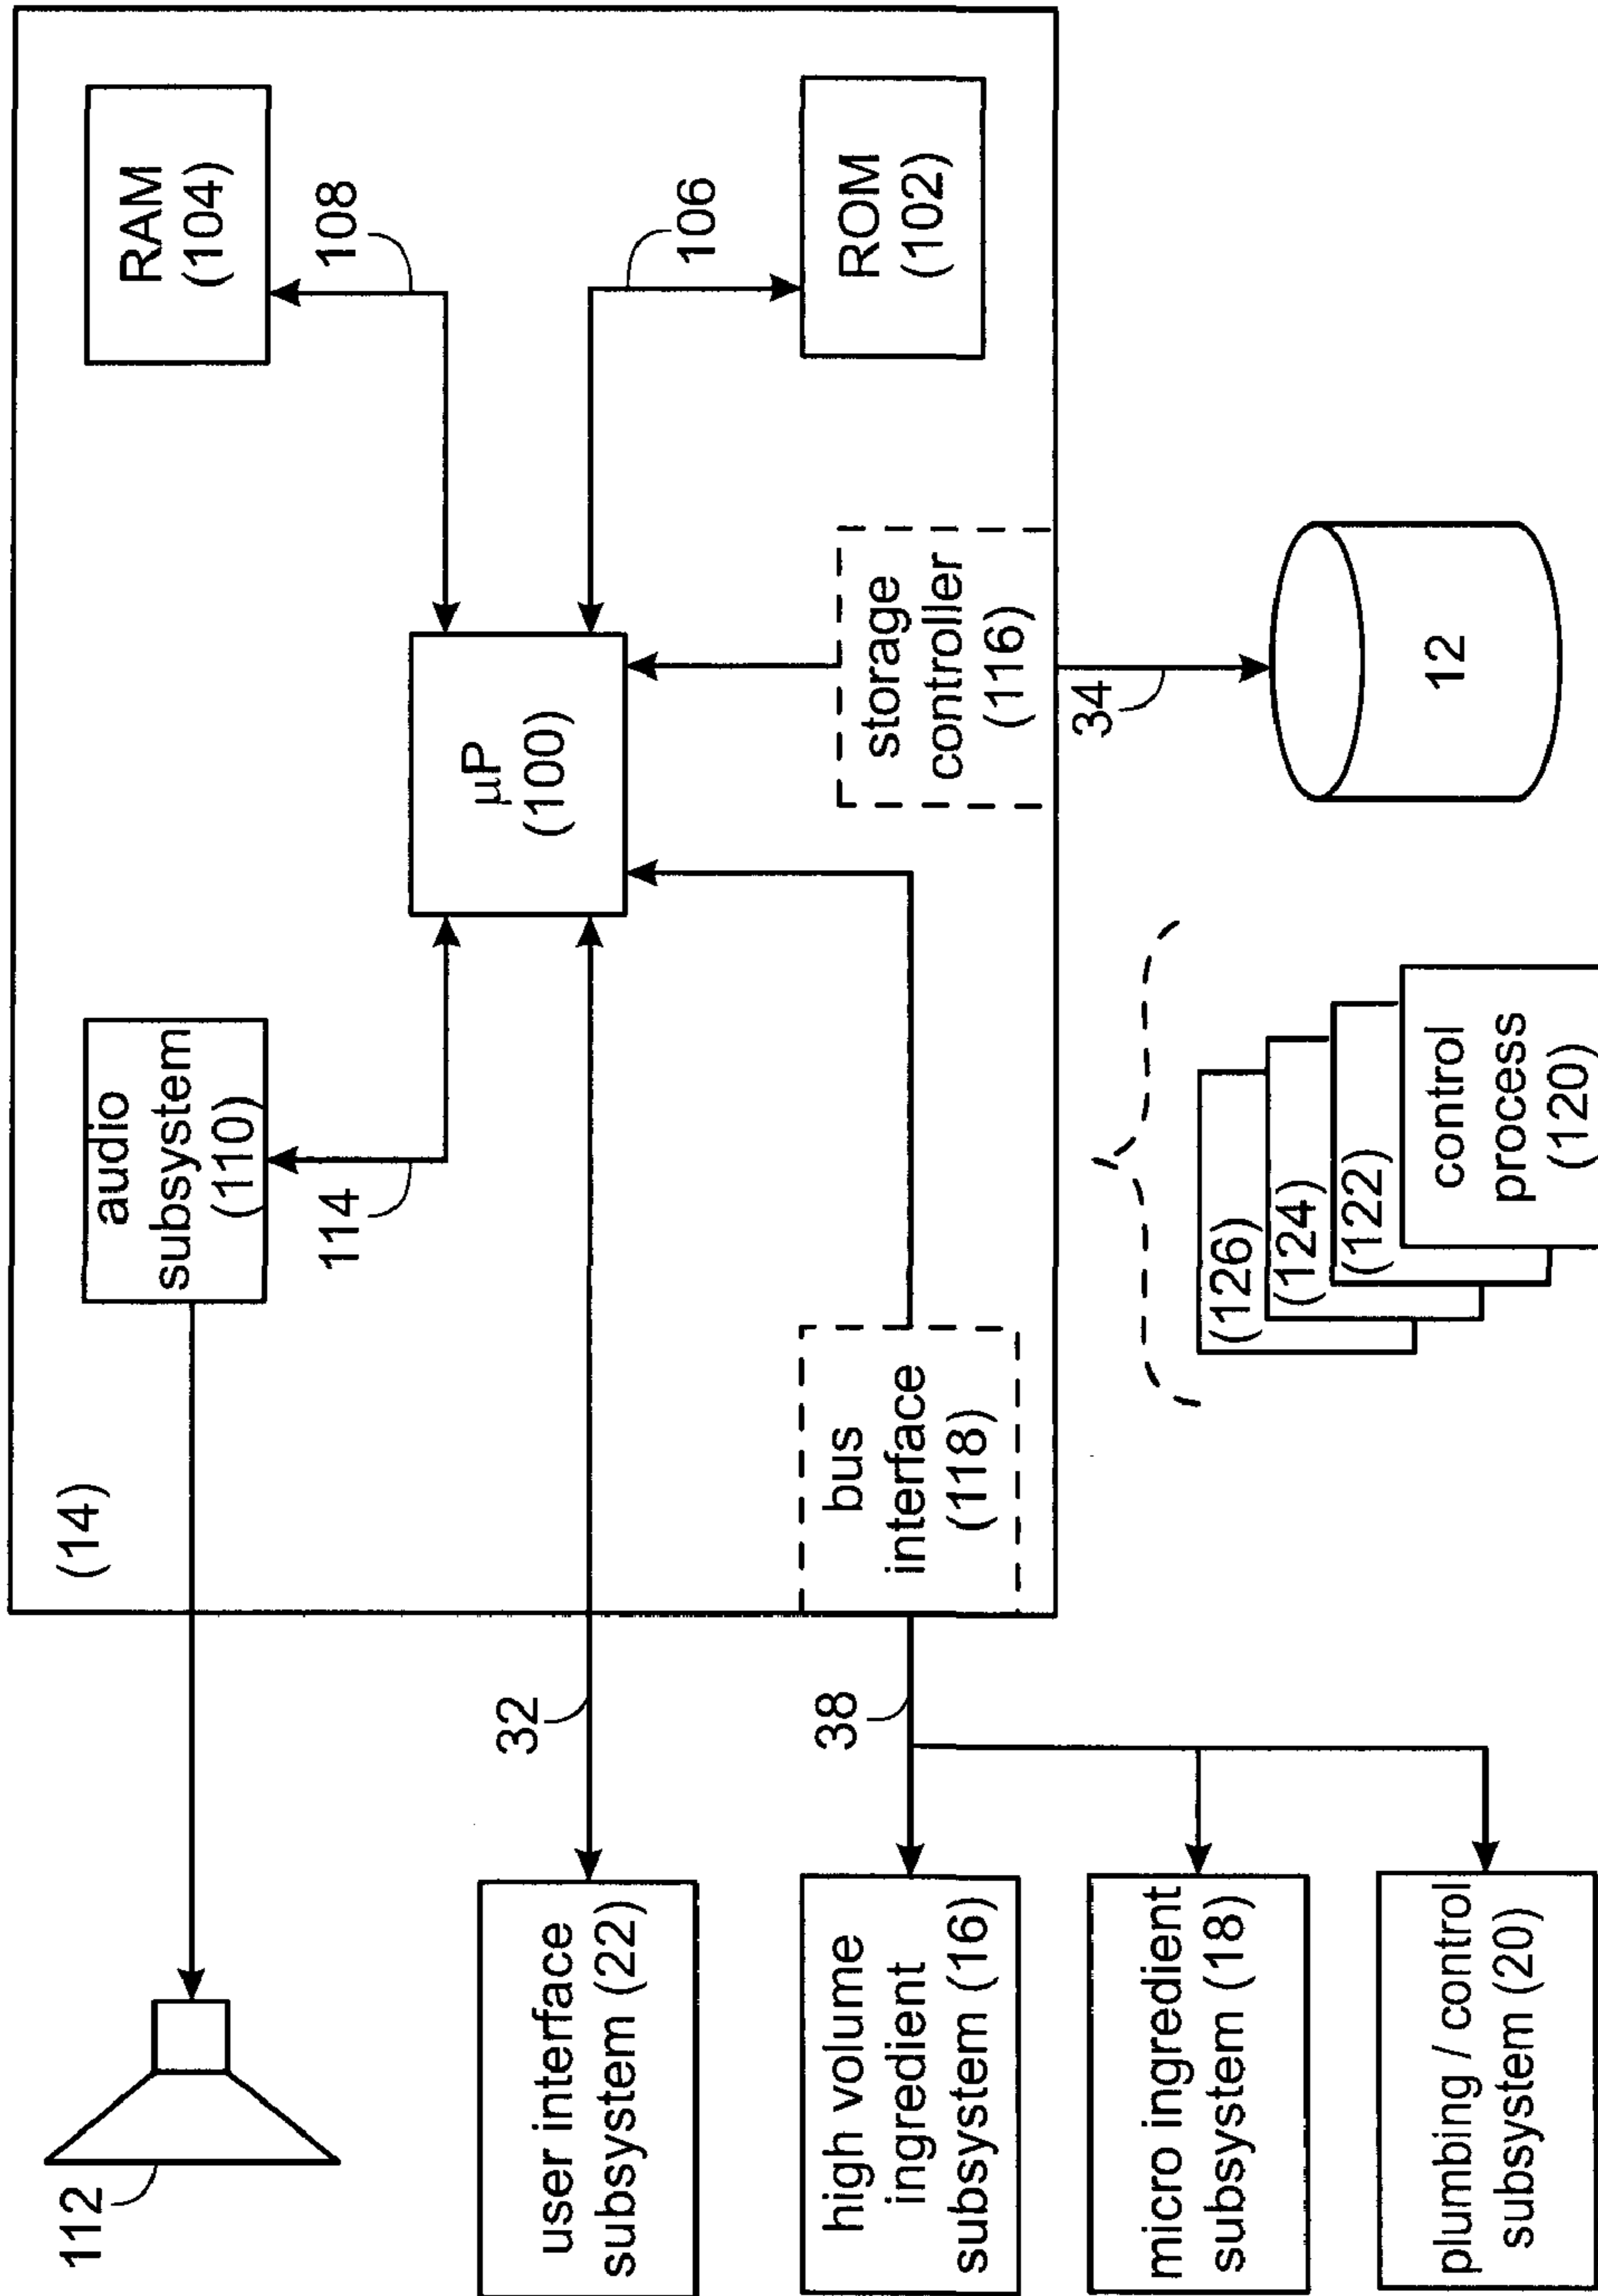 112
(14)
audio
subsystem
(110)
114
RAM
(104)
108
μP
(100)
106
ROM
(102)
user interface
subsystem (22)
32
bus
interface
(118)
38
storage
controller
(116)
34
12
high volume
ingredient
subsystem (16)
micro ingredient
subsystem (18)
plumbing / control
subsystem (20)
(126)
(124)
(122)
control
process
(120)